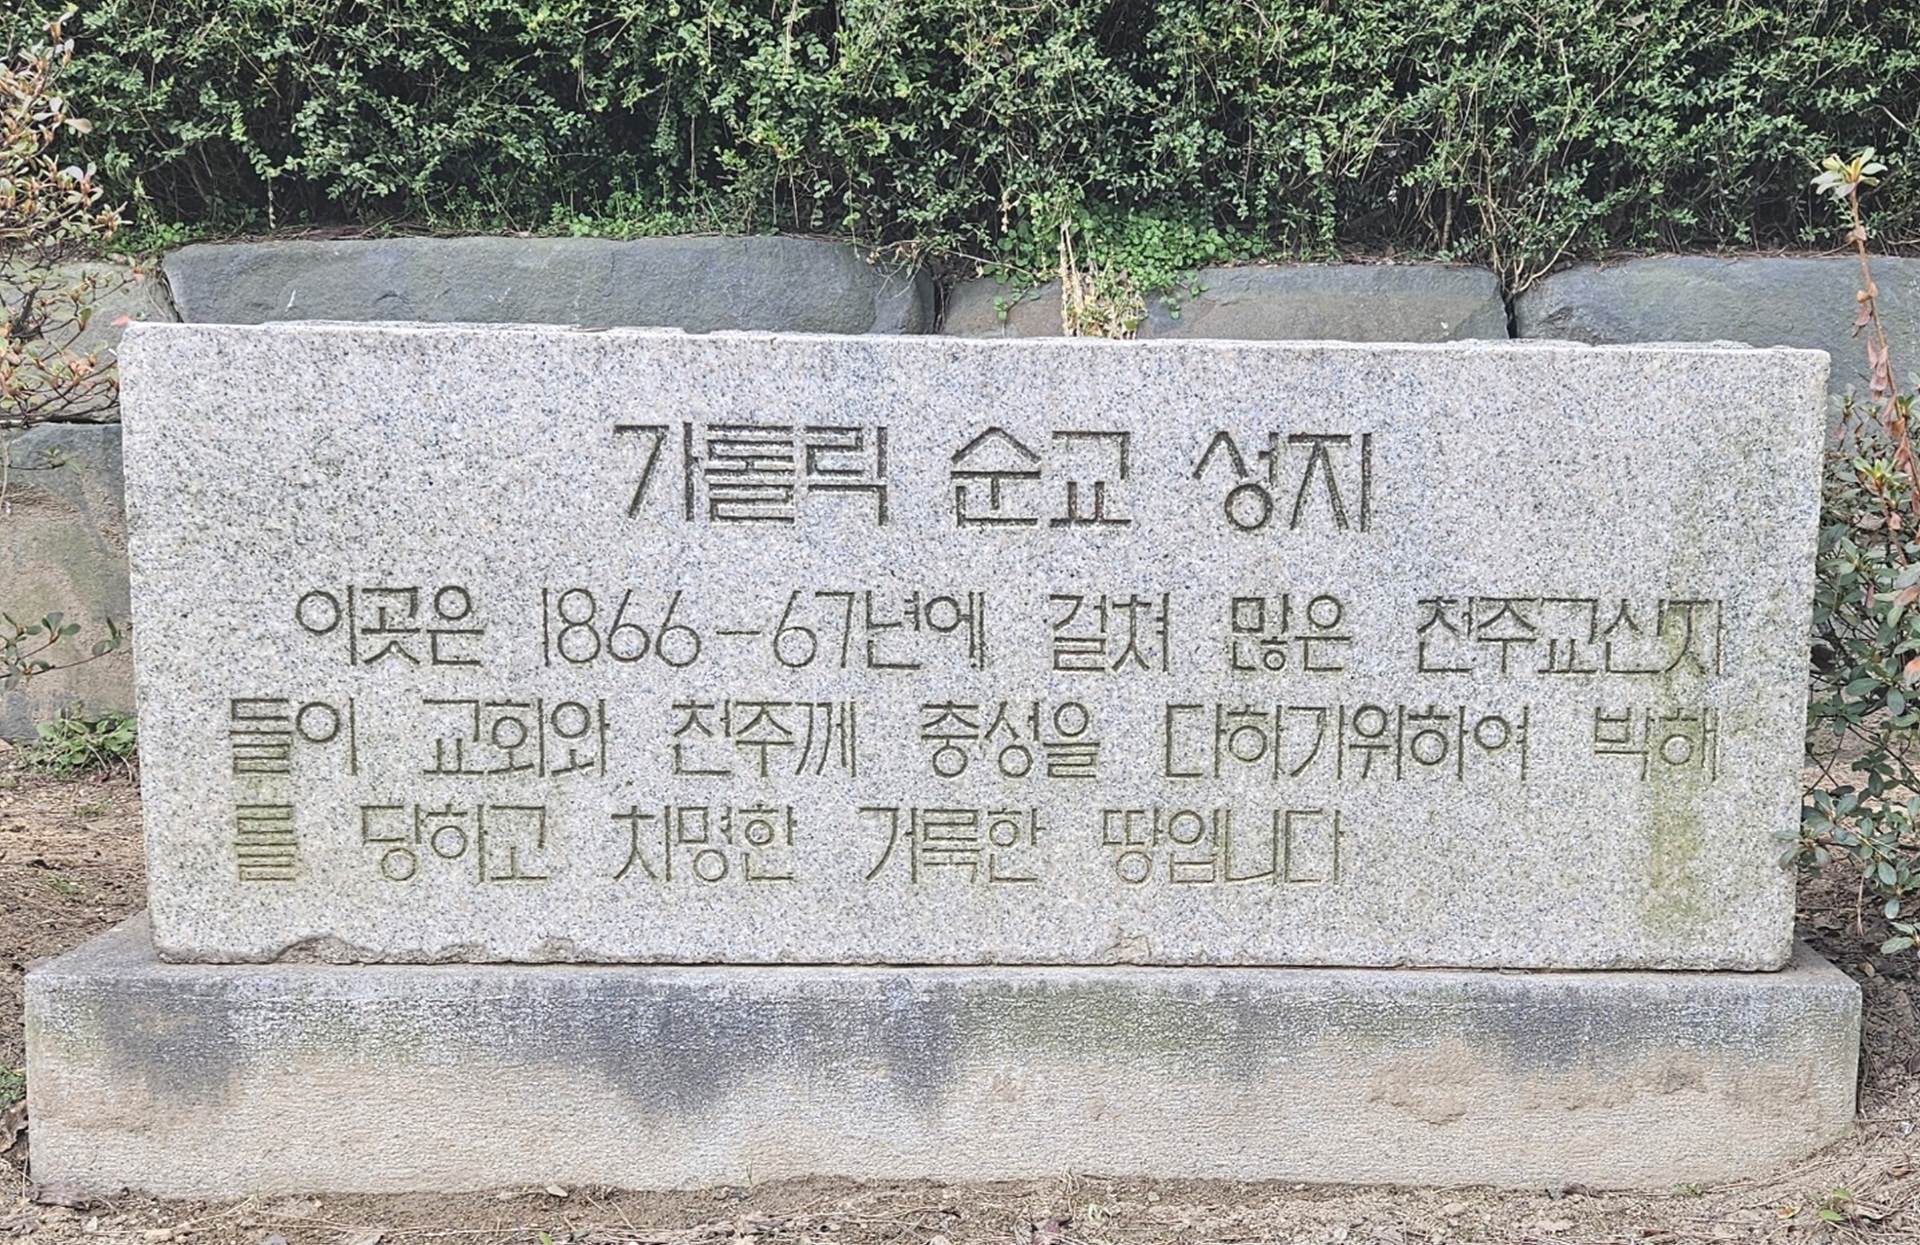 가톨릭 순교 성지
이곳은 1866-67년에 걸쳐 많은 천주교신자
들이 교회와 천주께 충성을 다하기위하여 박해
를 당하고 치명한 거룩한 땅입니다